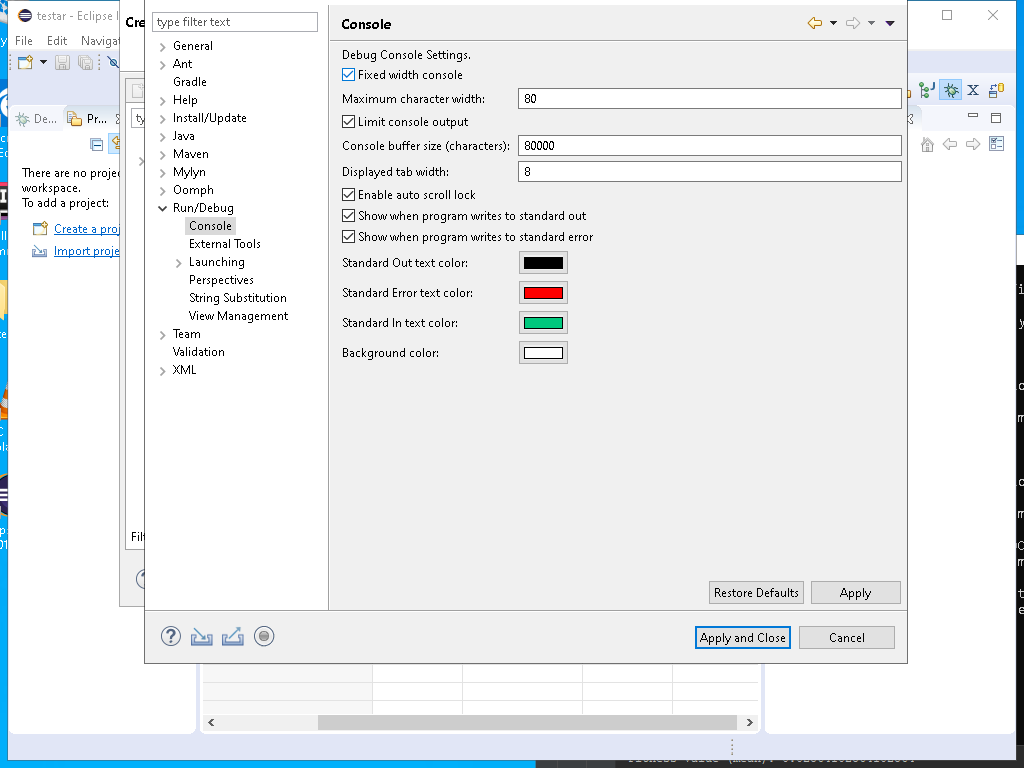 testar - Eclipse I
File Edit Navigat
De...
Pr...
There are no proje
workspace.
To add a project:
Create a proj
Import proje
Cre
ty
Filt
type filter text
General
Ant
Gradle
Help
Install/Update
Java
Maven
Mylyn
Oomph
Run/Debug
Console
External Tools
Launching
Perspectives
String Substitution
View Management
Team
Validation
XML
Console
Debug Console Settings.
Fixed width console
Maximum character width: 80
Limit console output
Console buffer size (characters): 80000
Displayed tab width: 8
Enable auto scroll lock
Show when program writes to standard out
Show when program writes to standard error
Standard Out text color:
Standard Error text color:
Standard In text color:
Background color:
Restore Defaults Apply
Apply and Close Cancel